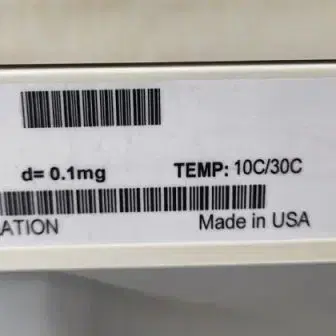 d= 0.1mg TEMP: 10C/30C
ATION Made in USA